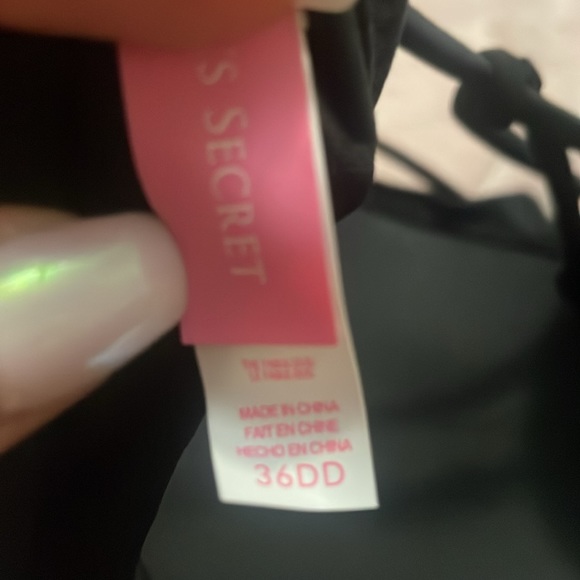 'S SECRET
MADE IN CHINA
FAIT EN CHINE
HECHO EN CHINA
36DD